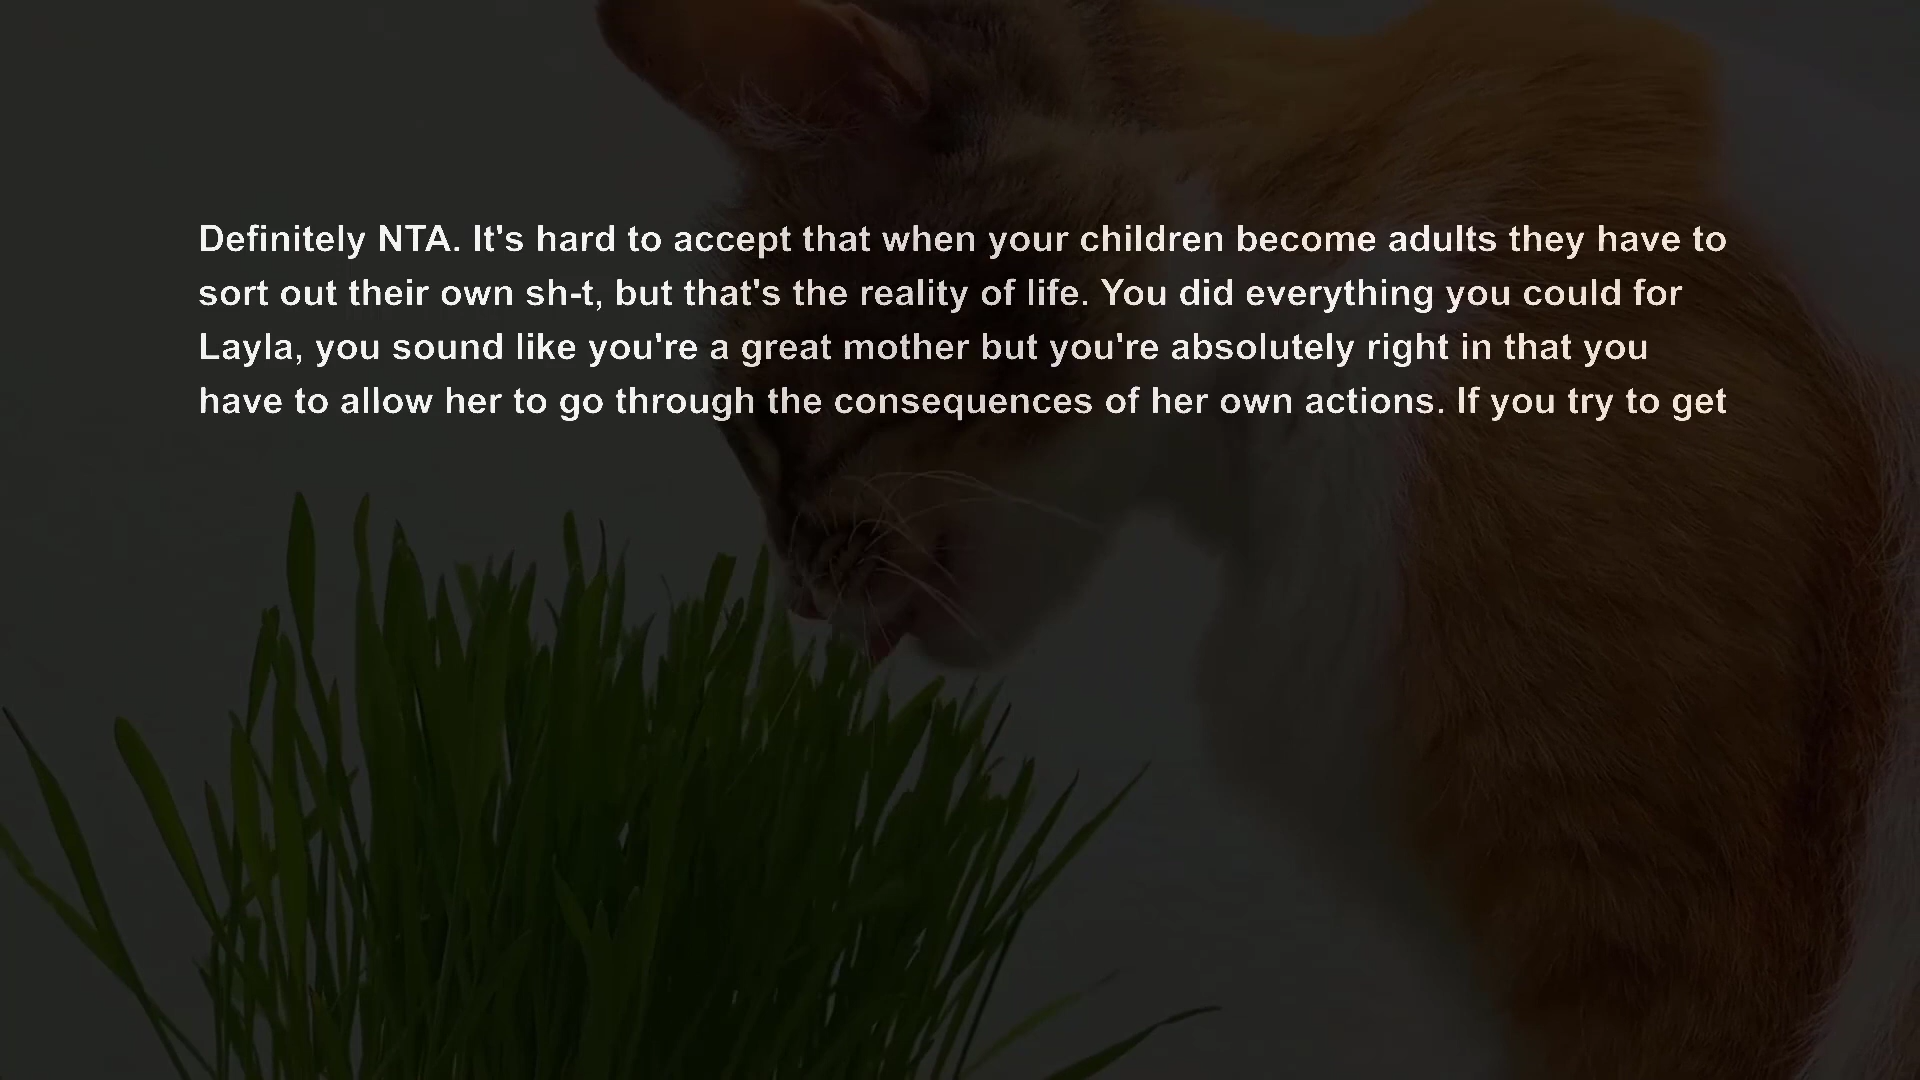 Definitely NTA. It's hard to accept that when your children become adults they have to
sort out their own sh-t, but that's the reality of life. You did everything you could for
Layla, you sound like you're a great mother but you're absolutely right in that you
have to allow her to go through the consequences of her own actions. If you try to get